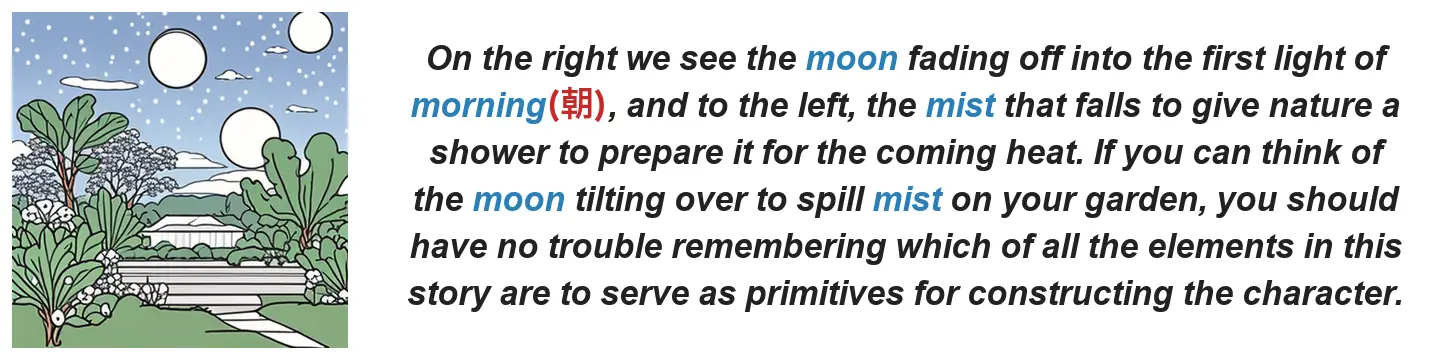 On the right we see the moon fading off into the first light of
morning(朝), and to the left, the mist that falls to give nature a
shower to prepare it for the coming heat. If you can think of
the moon tilting over to spill mist on your garden, you should
have no trouble remembering which of all the elements in this
story are to serve as primitives for constructing the character.